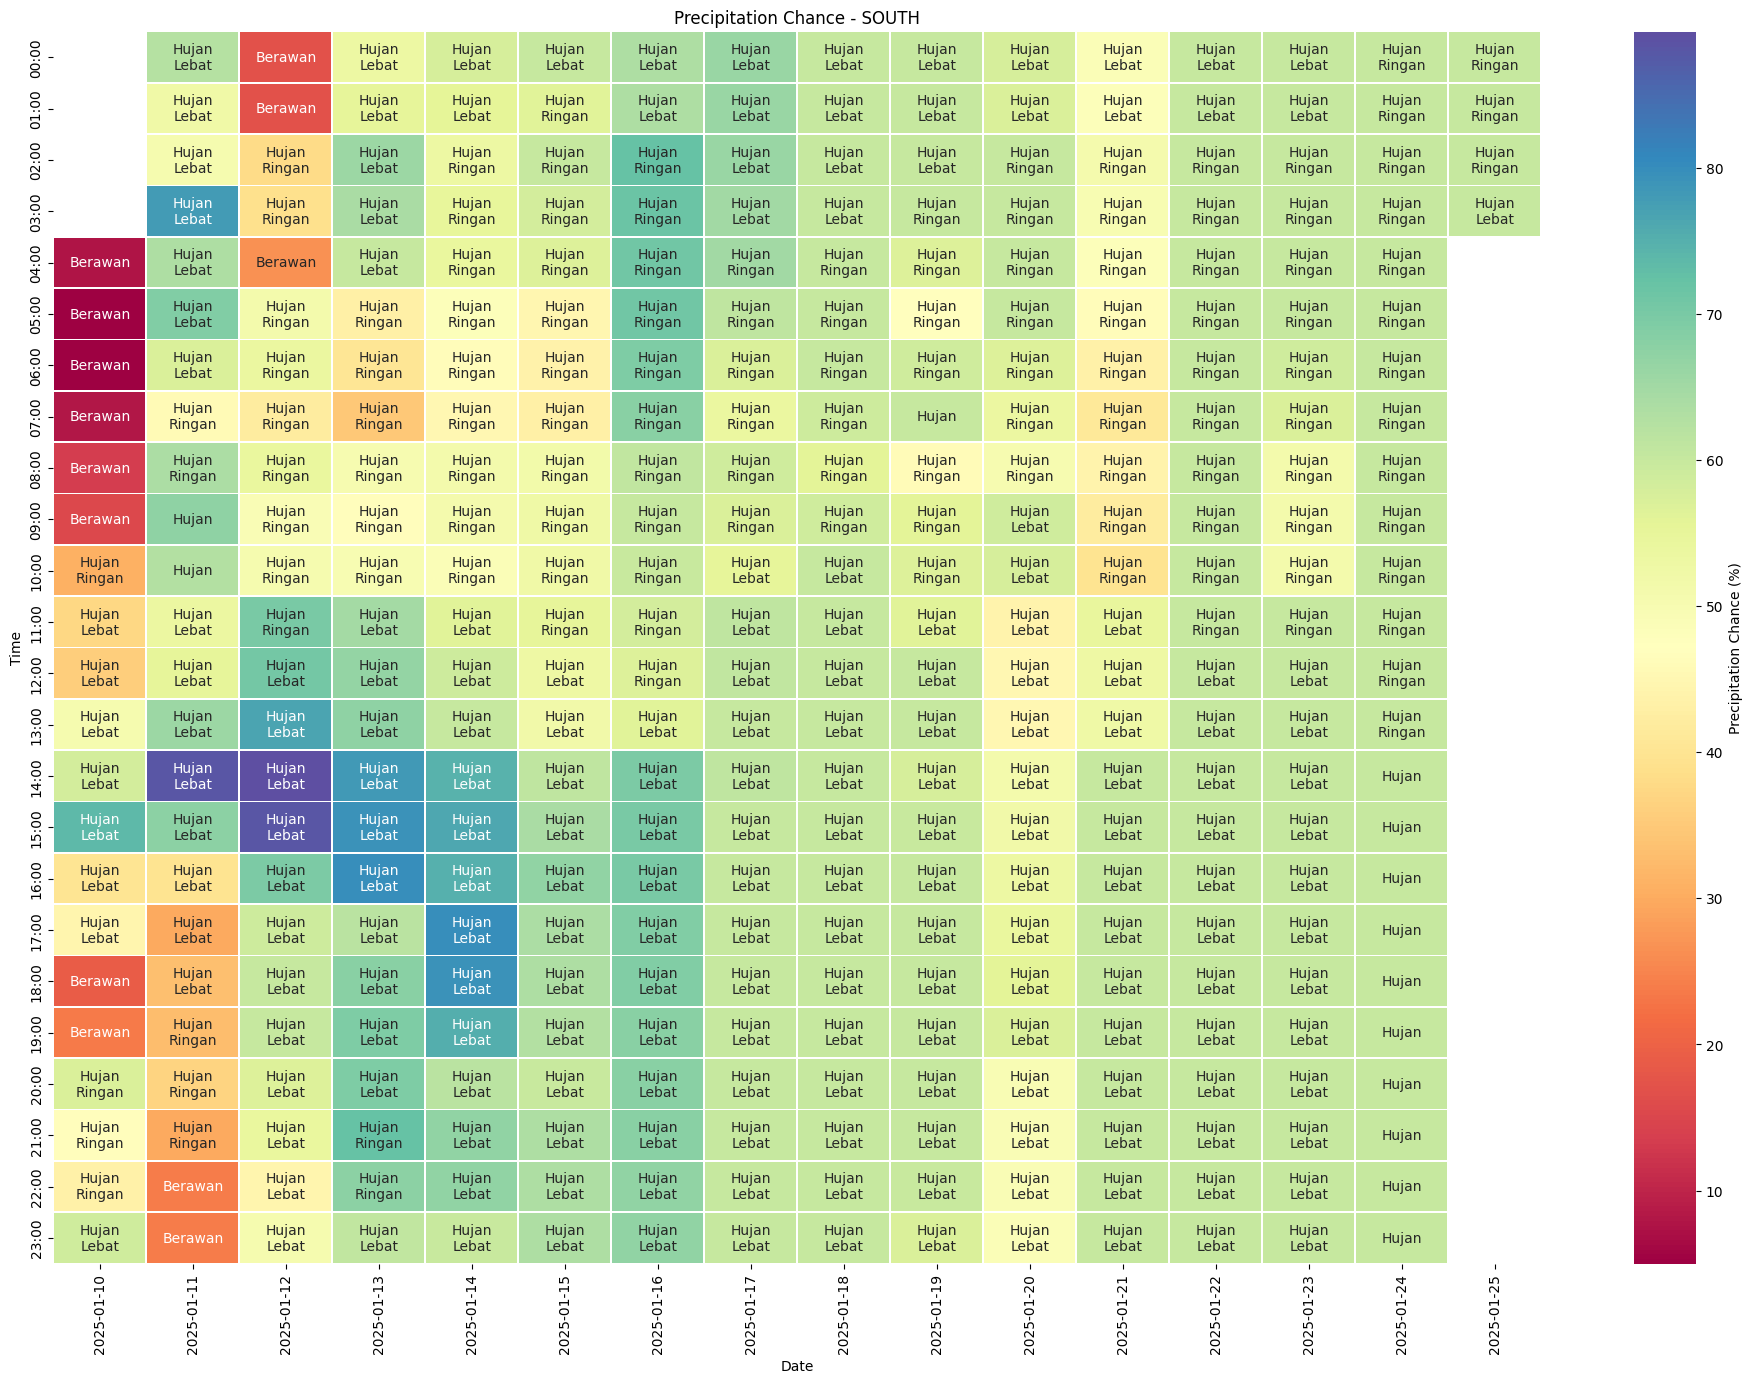 Precipitation Chance - SOUTH
00:00
Hujan Berawan Hujan Hujan Hujan Hujan Hujan Hujan Hujan Hujan Hujan Hujan Hujan Hujan Hujan
Lebat Lebat Lebat Lebat Lebat Lebat Lebat Lebat Lebat Lebat Lebat Lebat Ringan Ringan
01:00
Hujan Berawan Hujan Hujan Hujan Hujan Hujan Hujan Hujan Hujan Hujan Hujan Hujan Hujan Hujan
Lebat Lebat Lebat Ringan Lebat Lebat Lebat Lebat Lebat Lebat Lebat Lebat Ringan Ringan
02:00
Hujan Hujan Hujan Hujan Hujan Hujan Hujan Hujan Hujan Hujan Hujan Hujan Hujan Hujan Hujan
Lebat Ringan Lebat Ringan Ringan Ringan Lebat Lebat Lebat Ringan Ringan Ringan Ringan Ringan Ringan
03:00
Hujan Hujan Hujan Hujan Hujan Hujan Hujan Hujan Hujan Hujan Hujan Hujan Hujan Hujan Hujan
Lebat Ringan Lebat Ringan Ringan Ringan Lebat Lebat Ringan Ringan Ringan Ringan Ringan Ringan Lebat
04:00
Berawan Hujan Berawan Hujan Hujan Hujan Hujan Hujan Hujan Hujan Hujan Hujan Hujan Hujan Hujan
Lebat Lebat Ringan Ringan Ringan Ringan Ringan Ringan Ringan Ringan Ringan Ringan Ringan
05:00
Berawan Hujan Hujan Hujan Hujan Hujan Hujan Hujan Hujan Hujan Hujan Hujan Hujan Hujan Hujan
Lebat Ringan Ringan Ringan Ringan Ringan Ringan Ringan Ringan Ringan Ringan Ringan Ringan Ringan
06:00
Berawan Hujan Hujan Hujan Hujan Hujan Hujan Hujan Hujan Hujan Hujan Hujan Hujan Hujan Hujan
Lebat Ringan Ringan Ringan Ringan Ringan Ringan Ringan Ringan Ringan Ringan Ringan Ringan Ringan
07:00
Berawan Hujan Hujan Hujan Hujan Hujan Hujan Hujan Hujan Hujan Hujan Hujan Hujan Hujan Hujan
Ringan Ringan Ringan Ringan Ringan Ringan Ringan Ringan Ringan Ringan Ringan Ringan Ringan
08:00
Berawan Hujan Hujan Hujan Hujan Hujan Hujan Hujan Hujan Hujan Hujan Hujan Hujan Hujan Hujan
Ringan Ringan Ringan Ringan Ringan Ringan Ringan Ringan Ringan Ringan Ringan Ringan Ringan Ringan
09:00
Berawan Hujan Hujan Hujan Hujan Hujan Hujan Hujan Hujan Hujan Hujan Hujan Hujan Hujan Hujan
Ringan Ringan Ringan Ringan Ringan Ringan Ringan Ringan Lebat Ringan Ringan Ringan Ringan
10:00
Hujan Hujan Hujan Hujan Hujan Hujan Hujan Hujan Hujan Hujan Hujan Hujan Hujan Hujan Hujan
Ringan Ringan Ringan Ringan Ringan Ringan Lebat Lebat Ringan Lebat Ringan Ringan Ringan Ringan
11:00
Hujan Hujan Hujan Hujan Hujan Hujan Hujan Hujan Hujan Hujan Hujan Hujan Hujan Hujan Hujan
Lebat Lebat Ringan Lebat Lebat Ringan Ringan Lebat Lebat Lebat Lebat Lebat Ringan Ringan Ringan
12:00
Hujan Hujan Hujan Hujan Hujan Hujan Hujan Hujan Hujan Hujan Hujan Hujan Hujan Hujan Hujan
Lebat Lebat Lebat Lebat Lebat Lebat Ringan Lebat Lebat Lebat Lebat Lebat Lebat Lebat Ringan
13:00
Hujan Hujan Hujan Hujan Hujan Hujan Hujan Hujan Hujan Hujan Hujan Hujan Hujan Hujan Hujan
Lebat Lebat Lebat Lebat Lebat Lebat Lebat Lebat Lebat Lebat Lebat Lebat Lebat Lebat Ringan
14:00
Hujan Hujan Hujan Hujan Hujan Hujan Hujan Hujan Hujan Hujan Hujan Hujan Hujan Hujan Hujan
Lebat Lebat Lebat Lebat Lebat Lebat Lebat Lebat Lebat Lebat Lebat Lebat Lebat Lebat
15:00
Hujan Hujan Hujan Hujan Hujan Hujan Hujan Hujan Hujan Hujan Hujan Hujan Hujan Hujan Hujan
Lebat Lebat Lebat Lebat Lebat Lebat Lebat Lebat Lebat Lebat Lebat Lebat Lebat Lebat
16:00
Hujan Hujan Hujan Hujan Hujan Hujan Hujan Hujan Hujan Hujan Hujan Hujan Hujan Hujan Hujan
Lebat Lebat Lebat Lebat Lebat Lebat Lebat Lebat Lebat Lebat Lebat Lebat Lebat Lebat
17:00
Hujan Hujan Hujan Hujan Hujan Hujan Hujan Hujan Hujan Hujan Hujan Hujan Hujan Hujan Hujan
Lebat Lebat Lebat Lebat Lebat Lebat Lebat Lebat Lebat Lebat Lebat Lebat Lebat Lebat
18:00
Berawan Hujan Hujan Hujan Hujan Hujan Hujan Hujan Hujan Hujan Hujan Hujan Hujan Hujan Hujan
Lebat Lebat Lebat Lebat Lebat Lebat Lebat Lebat Lebat Lebat Lebat Lebat Lebat
19:00
Berawan Hujan Hujan Hujan Hujan Hujan Hujan Hujan Hujan Hujan Hujan Hujan Hujan Hujan Hujan
Ringan Lebat Lebat Lebat Lebat Lebat Lebat Lebat Lebat Lebat Lebat Lebat Lebat
20:00
Hujan Hujan Hujan Hujan Hujan Hujan Hujan Hujan Hujan Hujan Hujan Hujan Hujan Hujan Hujan
Ringan Ringan Lebat Lebat Lebat Lebat Lebat Lebat Lebat Lebat Lebat Lebat Lebat Lebat
21:00
Hujan Hujan Hujan Hujan Hujan Hujan Hujan Hujan Hujan Hujan Hujan Hujan Hujan Hujan Hujan
Ringan Ringan Lebat Ringan Lebat Lebat Lebat Lebat Lebat Lebat Lebat Lebat Lebat Lebat
22:00
Hujan Berawan Hujan Hujan Hujan Hujan Hujan Hujan Hujan Hujan Hujan Hujan Hujan Hujan Hujan
Ringan Lebat Ringan Lebat Lebat Lebat Lebat Lebat Lebat Lebat Lebat Lebat Lebat
23:00
Hujan Berawan Hujan Hujan Hujan Hujan Hujan Hujan Hujan Hujan Hujan Hujan Hujan Hujan Hujan
Lebat Lebat Lebat Lebat Lebat Lebat Lebat Lebat Lebat Lebat Lebat Lebat Lebat
Time
2025-01-10
2025-01-11
2025-01-12
2025-01-13
2025-01-14
2025-01-15
2025-01-16
2025-01-17
2025-01-18
2025-01-19
2025-01-20
2025-01-21
2025-01-22
2025-01-23
2025-01-24
2025-01-25
Date
80
70
60
50
40
30
20
10
Precipitation Chance (%)